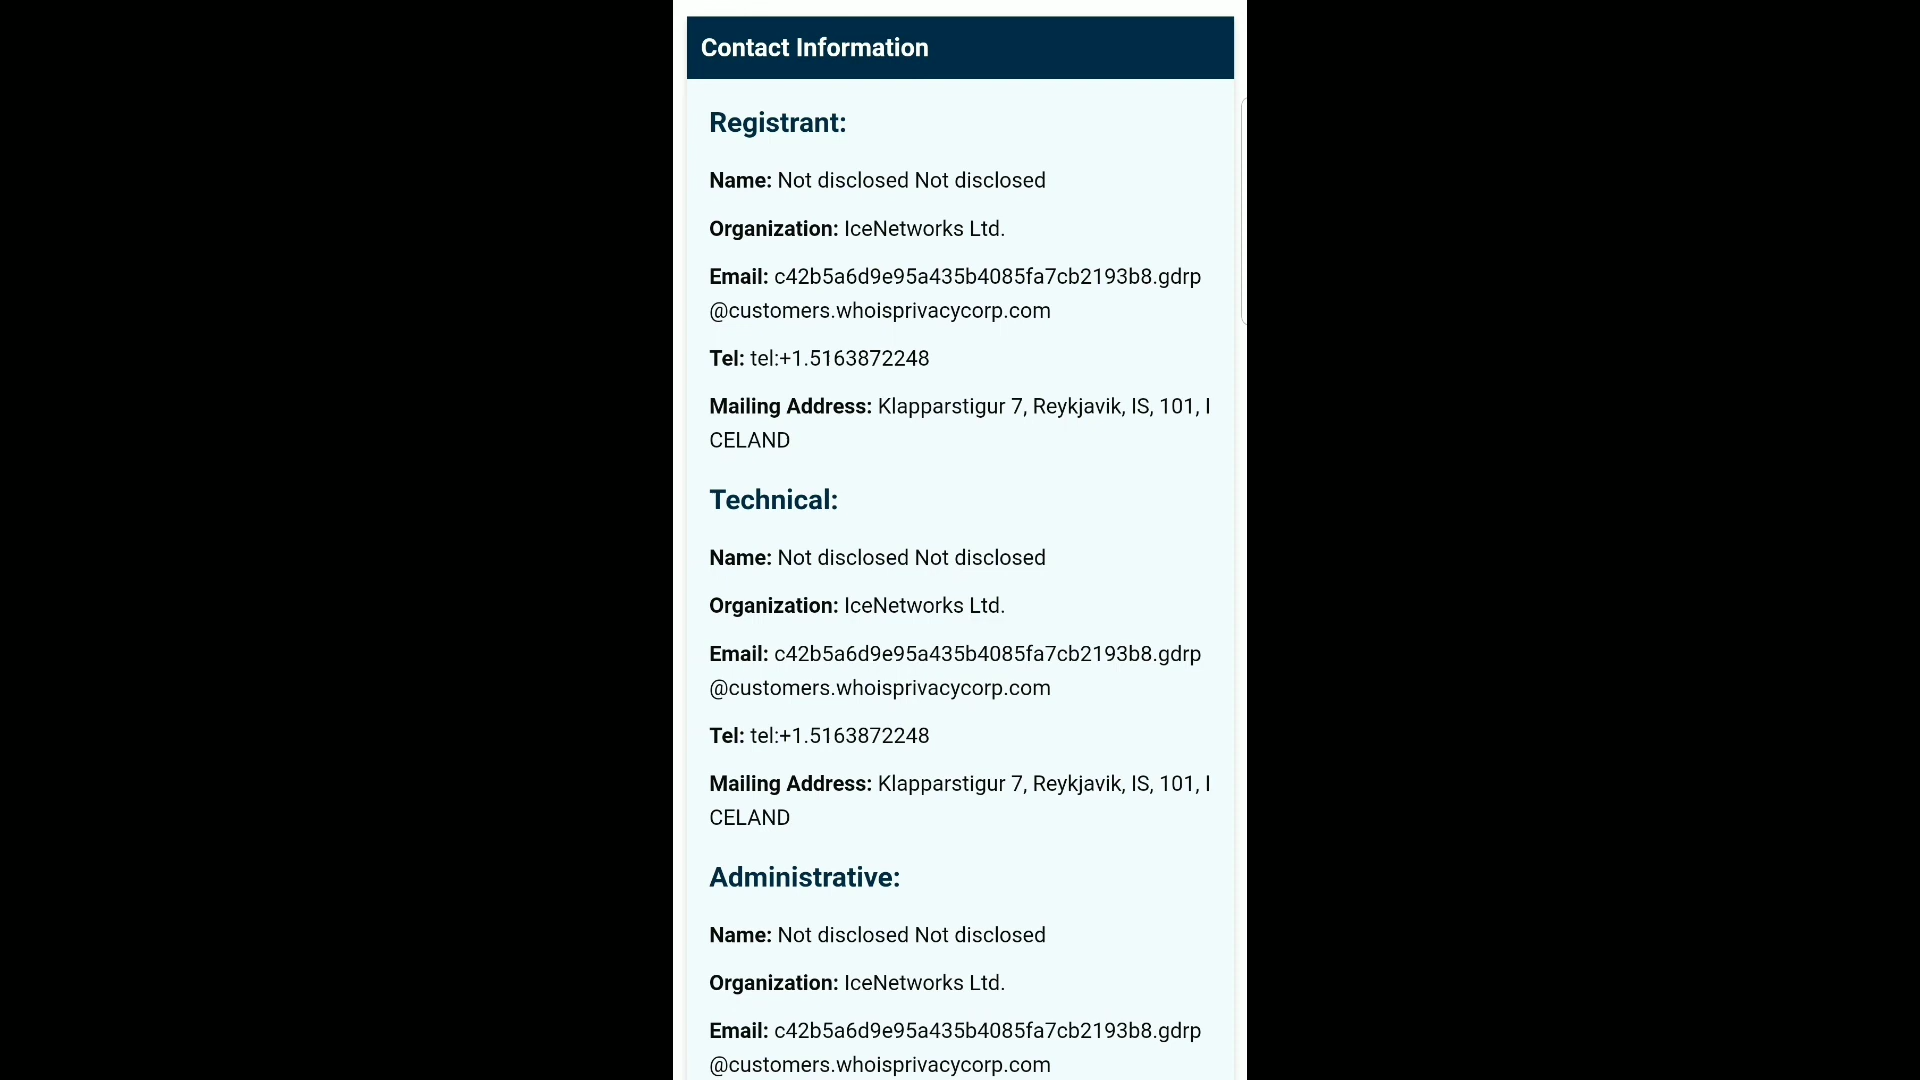 Contact Information
Registrant:
Name: Not disclosed Not disclosed
Organization: IceNetworks Ltd.
Email: c42b5a6d9e95a435b4085fa7cb2193b8.gdrp
@customers.whoisprivacycorp.com
Tel: tel:+1.5163872248
Mailing Address: Klapparstigur 7, Reykjavik, IS, 101, I
CELAND
Technical:
Name: Not disclosed Not disclosed
Organization: IceNetworks Ltd.
Email: c42b5a6d9e95a435b4085fa7cb2193b8.gdrp
@customers.whoisprivacycorp.com
Tel: tel:+1.5163872248
Mailing Address: Klapparstigur 7, Reykjavik, IS, 101, I
CELAND
Administrative:
Name: Not disclosed Not disclosed
Organization: IceNetworks Ltd.
Email: c42b5a6d9e95a435b4085fa7cb2193b8.gdrp
@customers.whoisprivacycorp.com